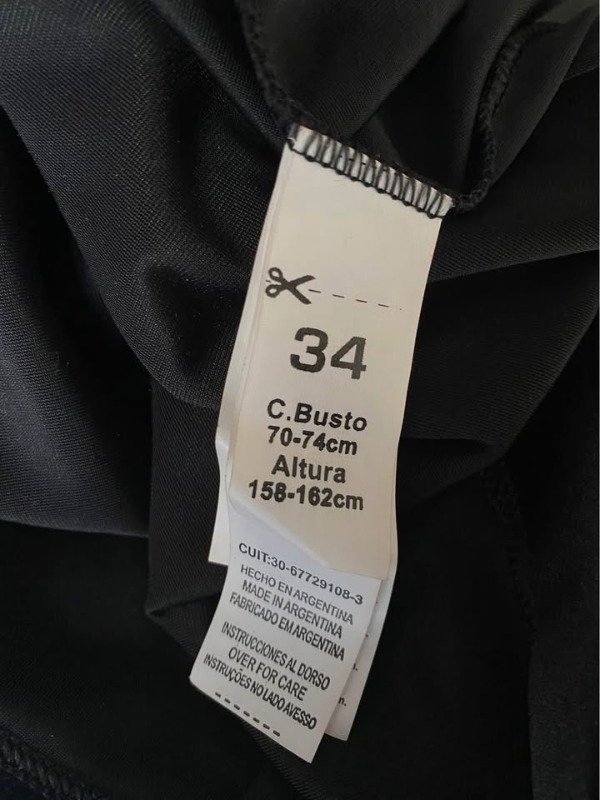 34
C.Busto
70-74cm
Altura
158-162cm
CUIT:30-67729108-3
HECHO EN ARGENTINA
MADE IN ARGENTINA
FABRICADO EM ARGENTINA
INSTRUCCIONES AL DORSO
OVER FOR CARE
INSTRUÇÕES NO LADO AVESSO
n.